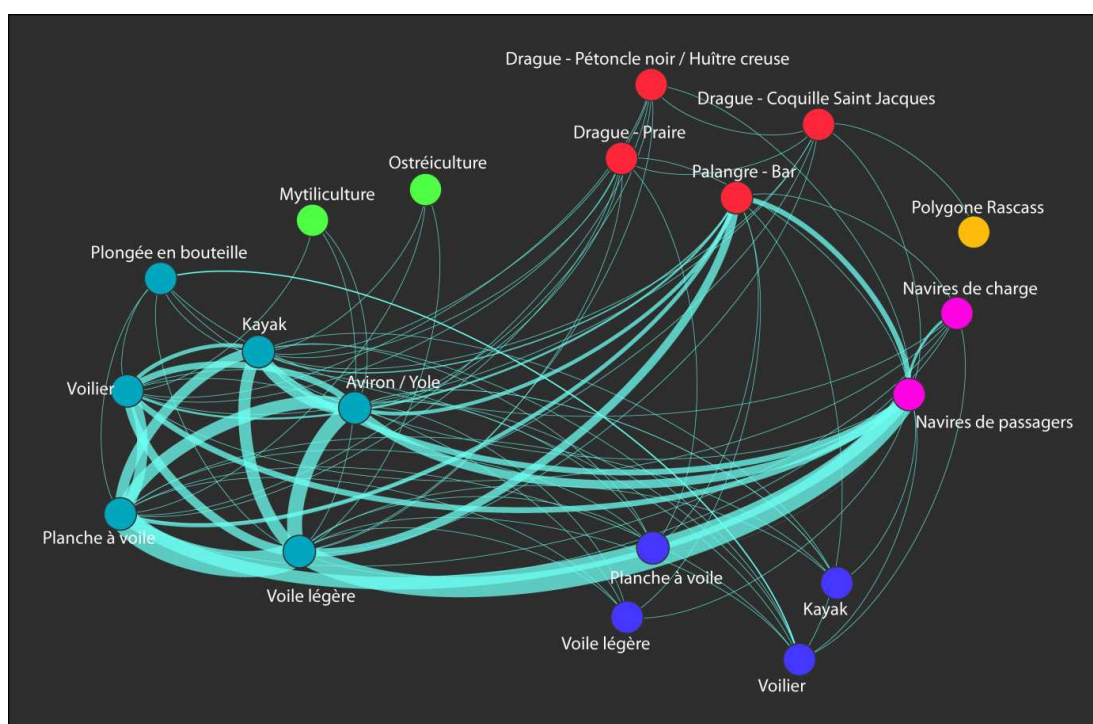 Drague - Pétoncle noir / Huître creuse
Drague - Coquille Saint Jacques
Drague - Praire
Ostréiculture
Palangre - Bar
Mytiliculture
Polygone Rascass
Plongée en bouteille
Navires de charge
Kayak
Voilier
Aviron / Yole
Navires de passagers
Planche à voile
Planche à voile
Voile légère
Kayak
Voile légère
Voilier